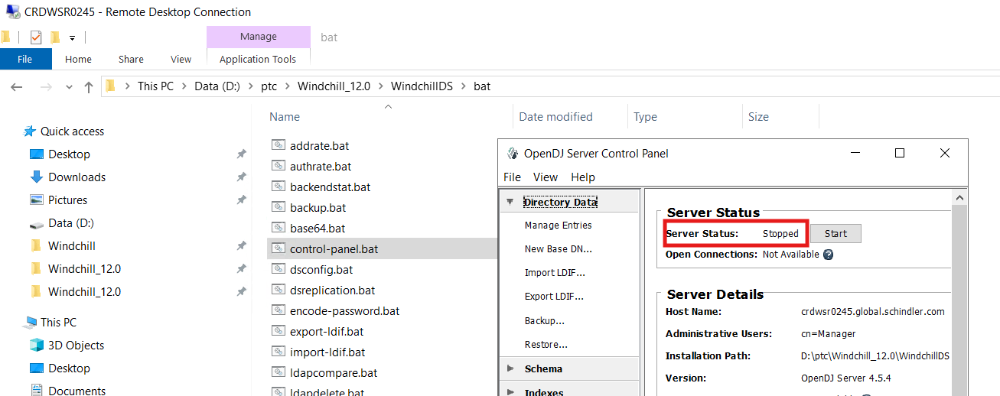 CRDWSR0245 - Remote Desktop Connection
Manage
bat
File
Home
Share
View
Application Tools
This PC
Data (D:)
ptc
Windchill_12.0
WindchillDS
bat
Name
Date modified
Type
Size
Quick access
Desktop
Downloads
Pictures
Data (D:)
Windchill
Windchill_12.0
Windchill_12.0
This PC
3D Objects
Desktop
Documents
addrate.bat
authrate.bat
backendstat.bat
backup.bat
base64.bat
control-panel.bat
dsconfig.bat
dsreplication.bat
encode-password.bat
export-ldif.bat
import-ldif.bat
ldapcompare.bat
ldapdelete.bat
OpenDJ Server Control Panel
File View Help
Directory Data
Manage Entries
New Base DN...
Import LDIF...
Export LDIF...
Backup...
Restore...
Schema
Indexes
Server Status
Server Status: Stopped Start
Open Connections: Not Available ?
Server Details
Host Name: crdwsr0245.global.schindler.com
Administrative Users: cn=Manager
Installation Path: D:\ptc\Windchill_12.0\WindchillDS
Version: OpenDJ Server 4.5.4